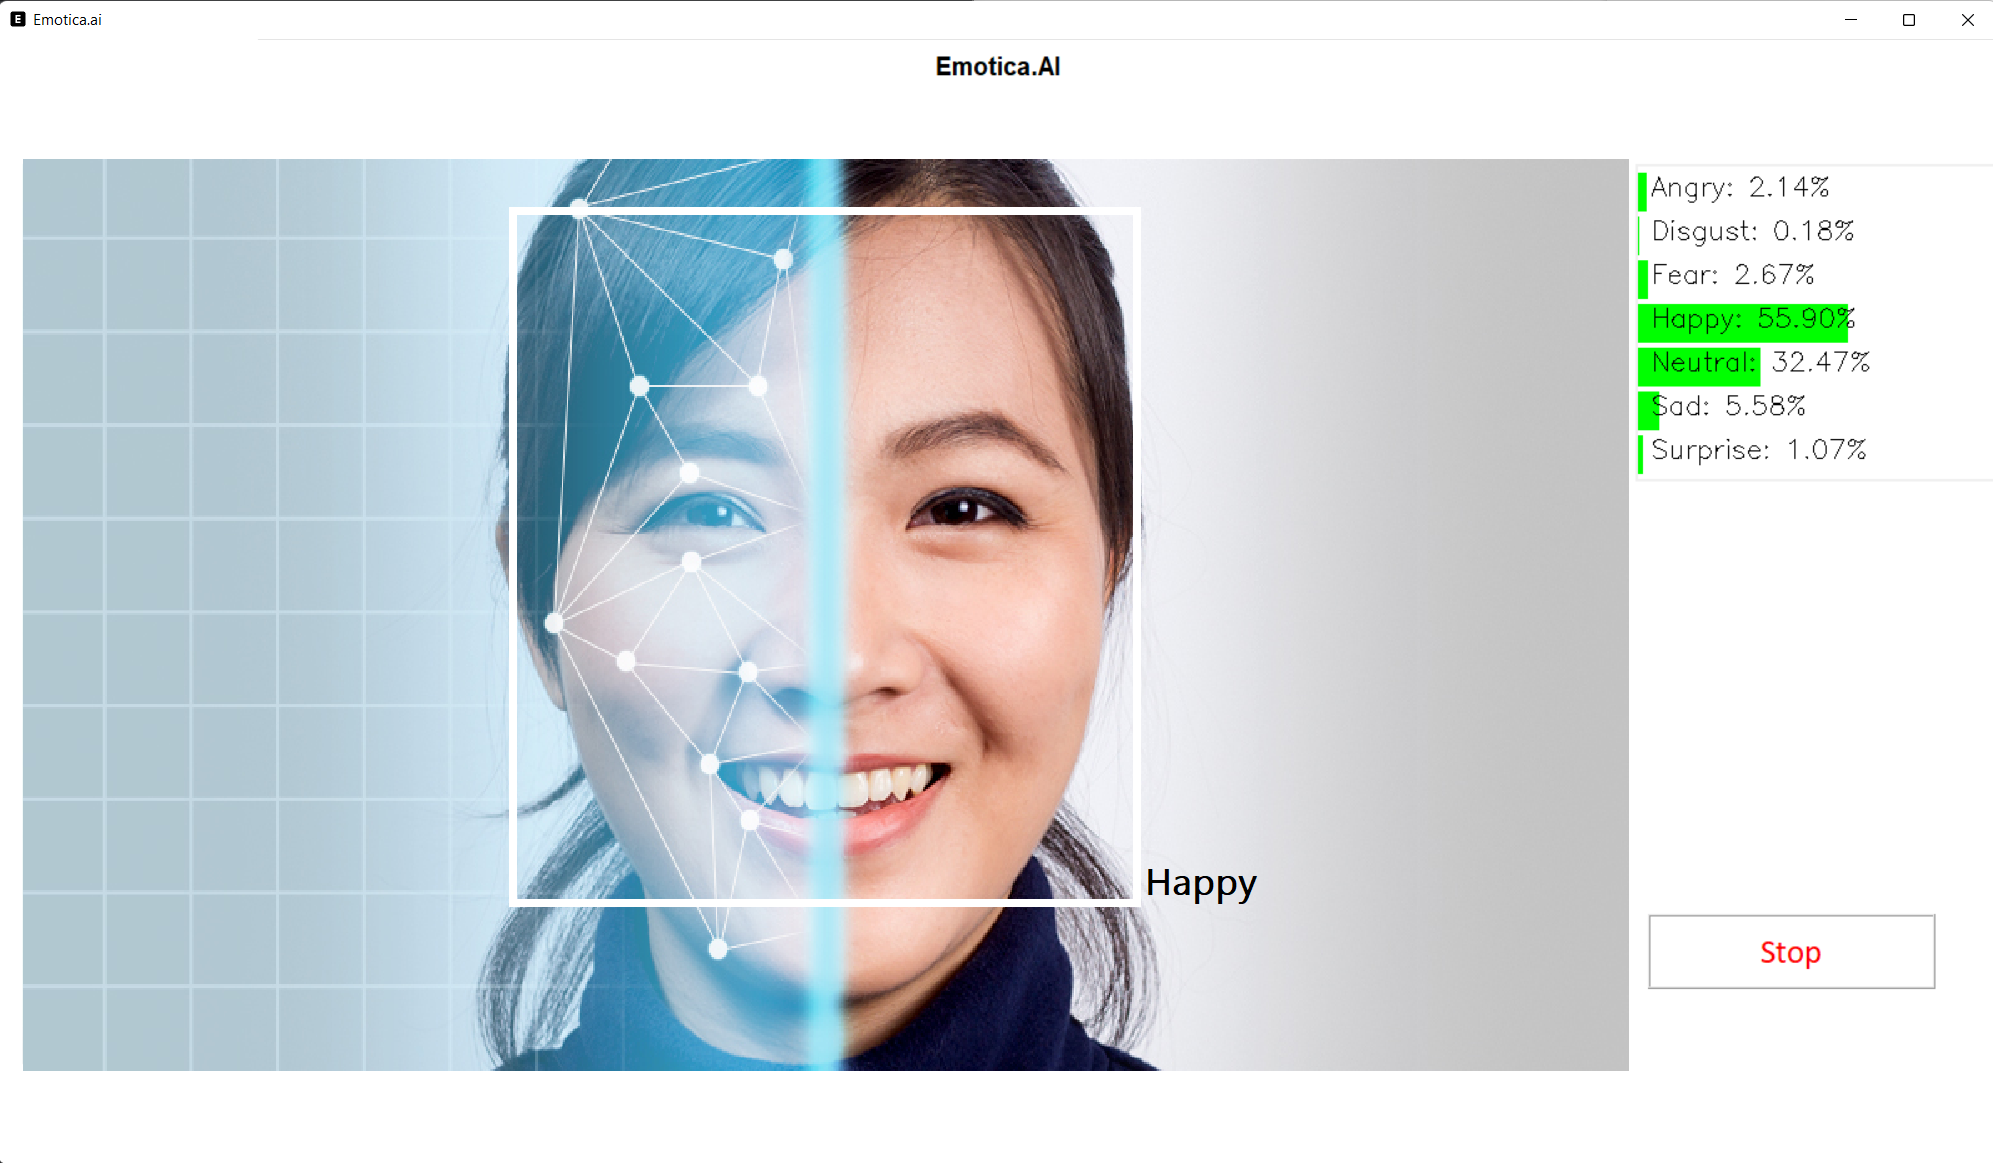 Emotica.ai
Emotica.AI
Angry: 2.14%
Disgust: 0.18%
Fear: 2.67%
Happy: 55.90%
Neutral: 32.47%
Sad: 5.58%
Surprise: 1.07%
Happy
Stop